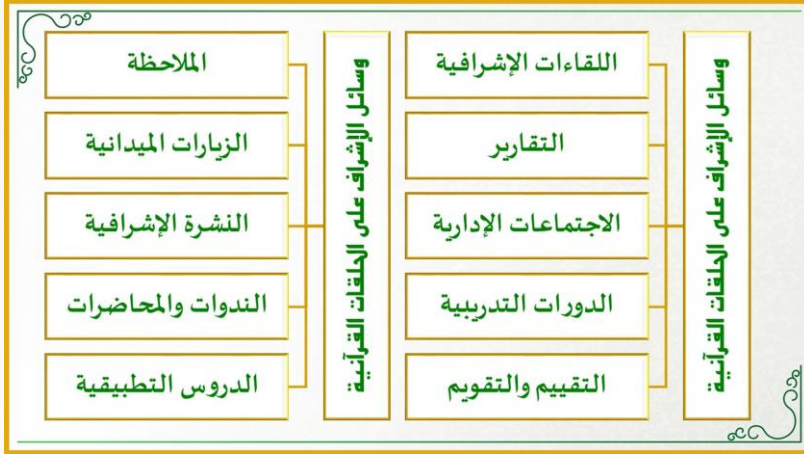 وسائل الإشراف على الحلقات القرآنية
اللقاءات الإشرافية
التقارير
الاجتماعات الإدارية
الدورات التدريبية
التقييم والتقويم
وسائل الإشراف على الحلقات القرآنية
الملاحظة
الزيارات الميدانية
النشرة الإشرافية
الندوات والمحاضرات
الدروس التطبيقية